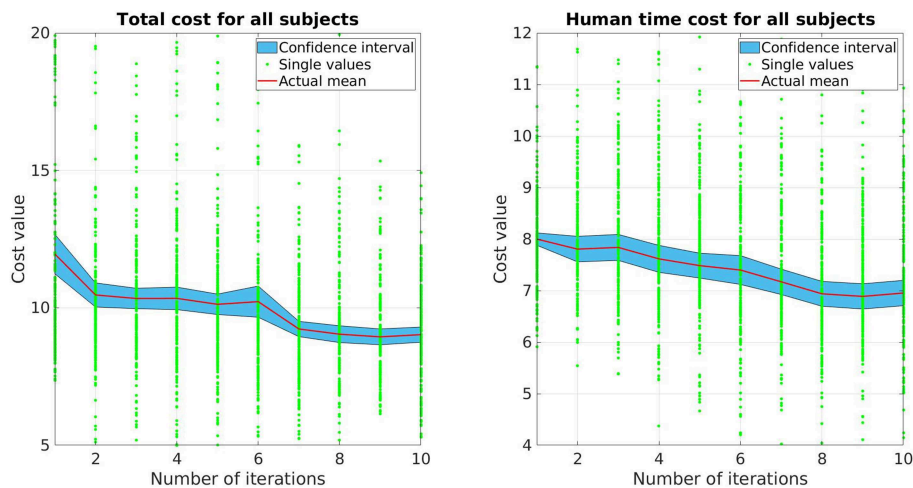 Total cost for all subjects
20
15
10
5
2
4
6
8
10
Cost value
Number of iterations
Confidence interval
Single values
Actual mean
Human time cost for all subjects
12
11
10
9
8
7
6
5
4
2
4
6
8
10
Cost value
Number of iterations
Confidence interval
Single values
Actual mean